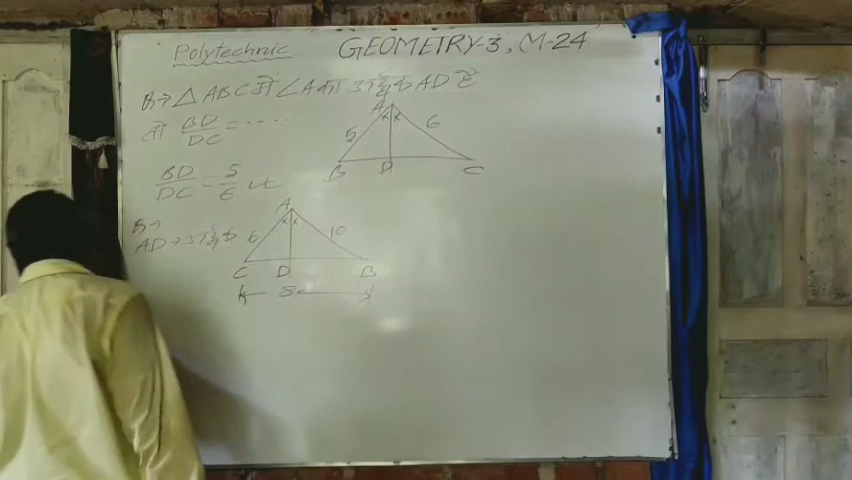 Polytechnic GEOMETRY-3, M-24
△ ABC में ∠A का अर्द्धक AD है
तो BD/DC = .....
A
5 6
B D C
BD/DC = 5/6
AD → अर्द्धक
A
6 10
C D B
8